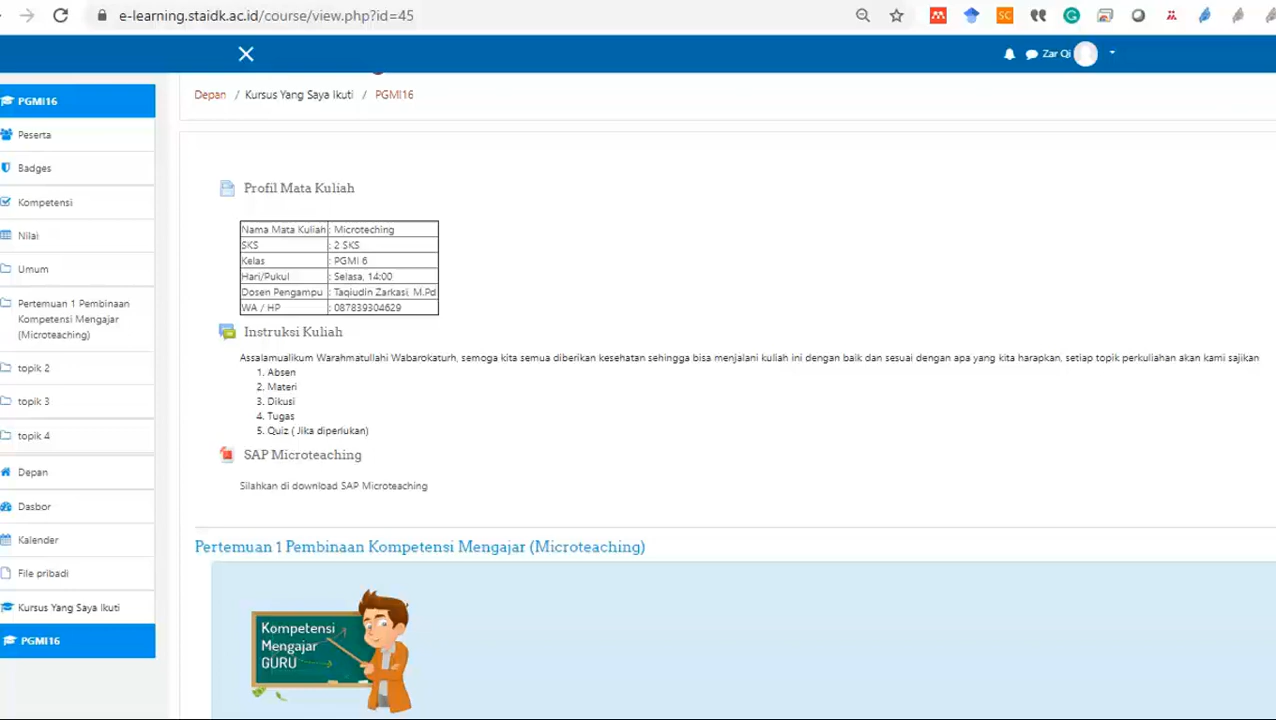 e-learning.staidk.ac.id/course/view.php?id=45
Zar Qi
PGMI16
Peserta
Badges
Kompetensi
Nilai
Umum
Pertemuan 1 Pembinaan
Kompetensi Mengajar
(Microteaching)
topik 2
topik 3
topik 4
Depan
Dasbor
Kalender
File pribadi
Kursus Yang Saya Ikuti
PGMI16
Depan / Kursus Yang Saya Ikuti / PGMI16
Profil Mata Kuliah
Nama Mata Kuliah : Microteching
SKS : 2 SKS
Kelas : PGMI 6
Hari/Pukul : Selasa, 14:00
Dosen Pengampu : Taqiudin Zarkasi, M.Pd
WA / HP : 087839304629
Instruksi Kuliah
Assalamualikum Warahmatullahi Wabarokaturh, semoga kita semua diberikan kesehatan sehingga bisa menjalani kuliah ini dengan baik dan sesuai dengan apa yang kita harapkan, setiap topik perkuliahan akan kami sajikan
1. Absen
2. Materi
3. Dikusi
4. Tugas
5. Quiz ( Jika diperlukan)
SAP Microteaching
Silahkan di download SAP Microteaching
Pertemuan 1 Pembinaan Kompetensi Mengajar (Microteaching)
Kompetensi
Mengajar
GURU